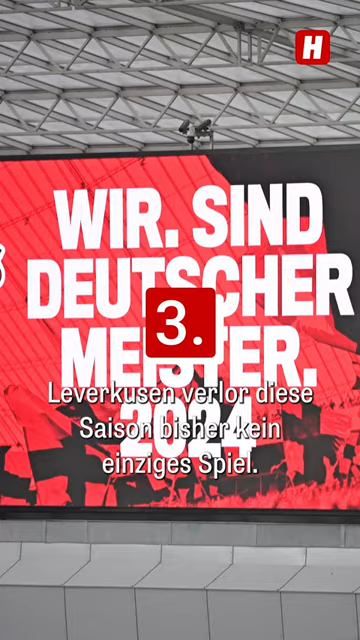 H
WIR. SIND
DEUTSCHER
3.
MEISTER.
Leverkusen verlor diese
2024
Saison bisher kein
einziges Spiel.